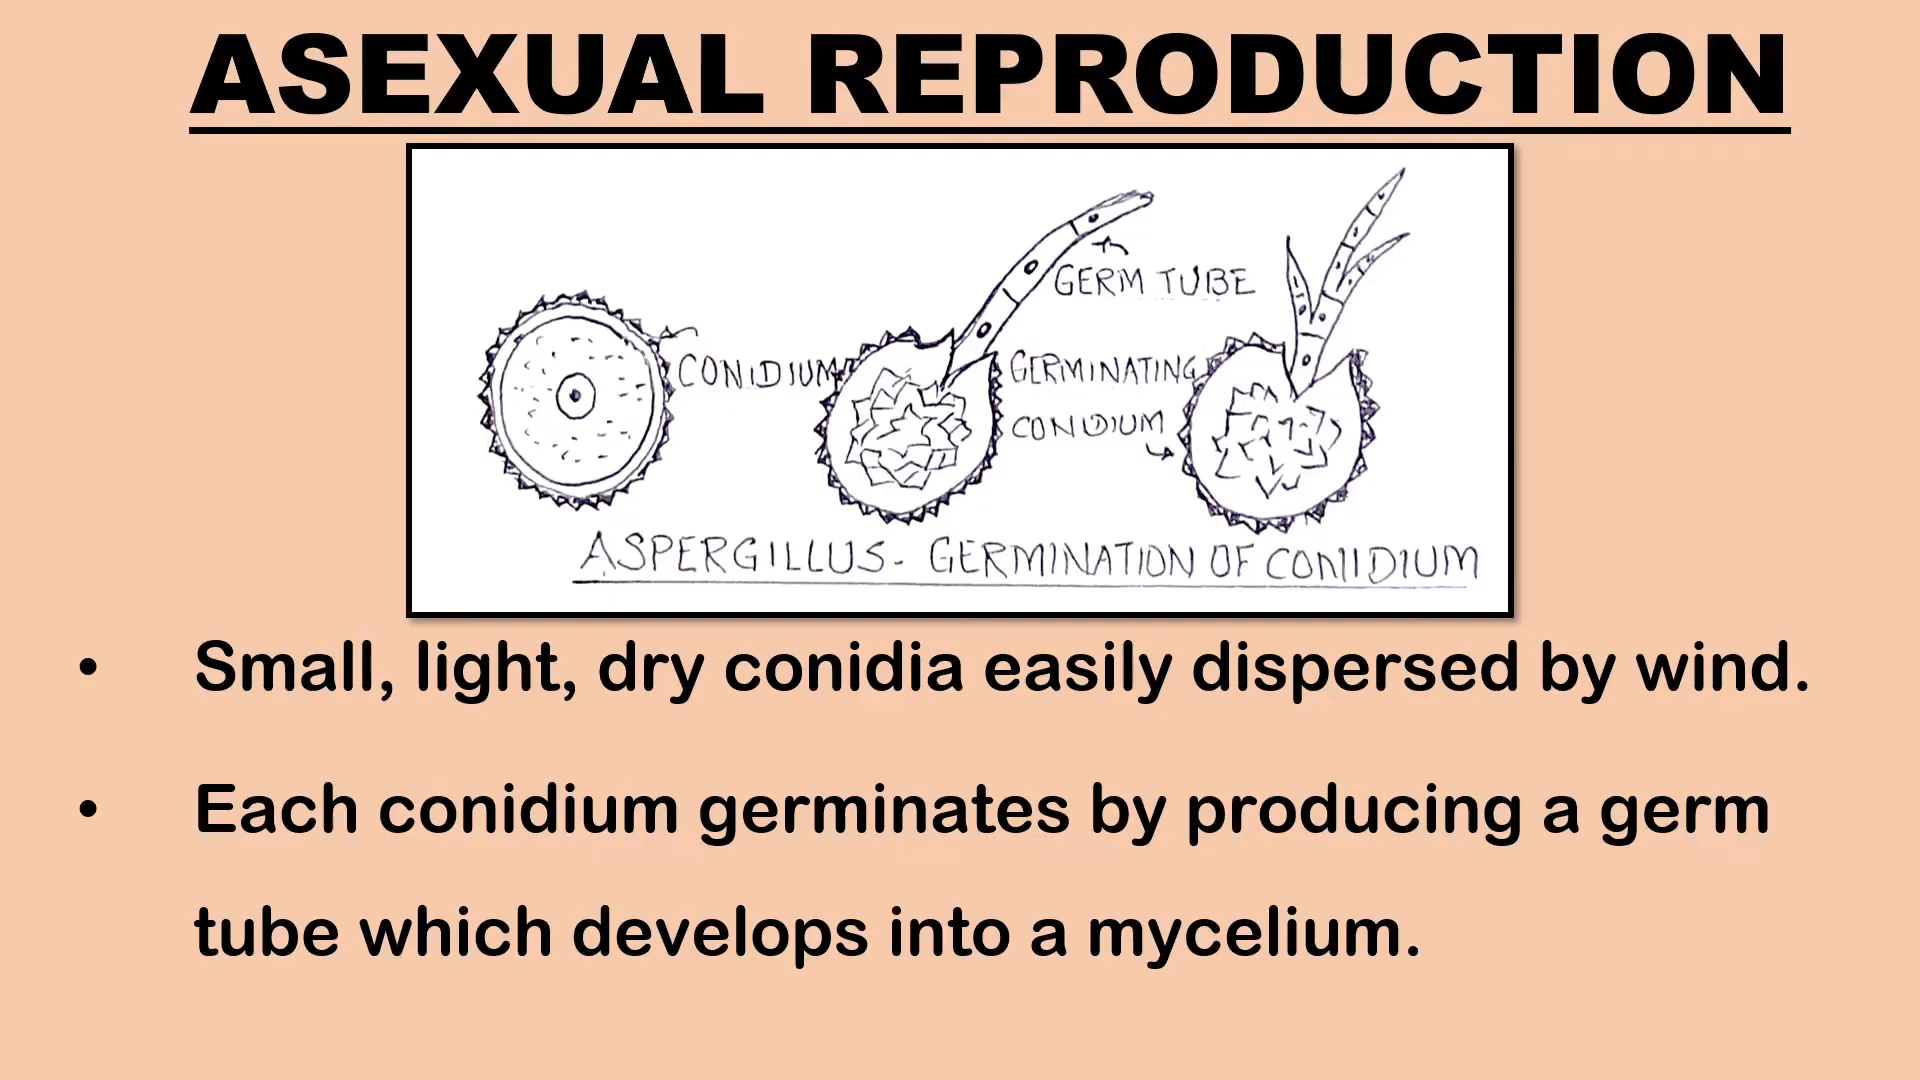 ASEXUAL REPRODUCTION
GERM TUBE
CONIDIUM
GERMINATING
CONIDIUM
ASPERGILLUS - GERMINATION OF CONIDIUM
• Small, light, dry conidia easily dispersed by wind.
• Each conidium germinates by producing a germ
tube which develops into a mycelium.